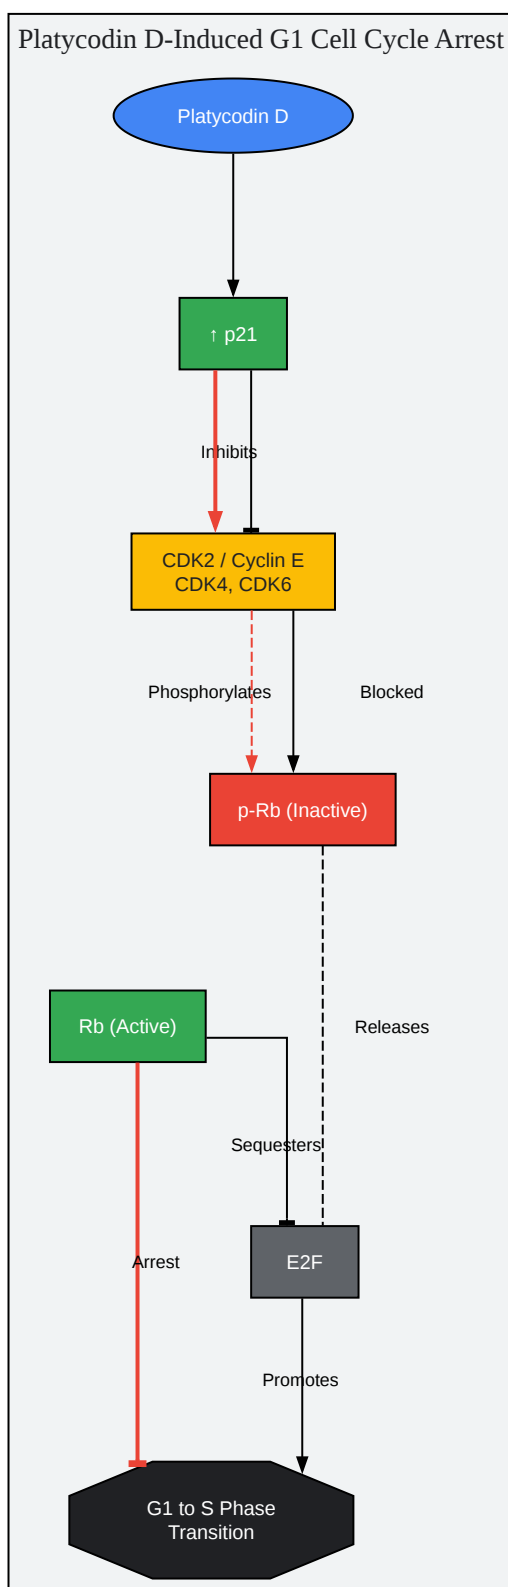 Platycodin D-Induced G1 Cell Cycle Arrest
Platycodin D
↑ p21
Inhibits
CDK2 / Cyclin E
CDK4, CDK6
Phosphorylates
Blocked
p-Rb (Inactive)
Rb (Active)
Releases
Sequesters
E2F
Arrest
Promotes
G1 to S Phase
Transition